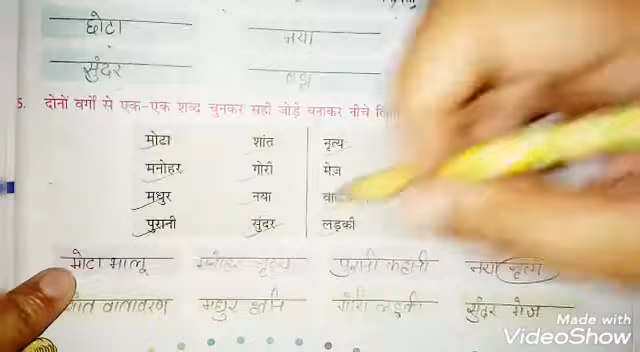 छोटा नया
सुंदर
5. दोनों वर्गों से एक-एक शब्द चुनकर सही जोड़े बनाकर नीचे
मोटा शांत नृत्य
मनोहर गोरी मेज़
मधुर नया
पुरानी सुंदर लड़की
मोटा भालू मनोहर दृश्य पुरानी कहानी नया नृत्य
शांत वातावरण मधुर ध्वनि गोरी लड़की सुंदर मेज
Made with
VideoShow